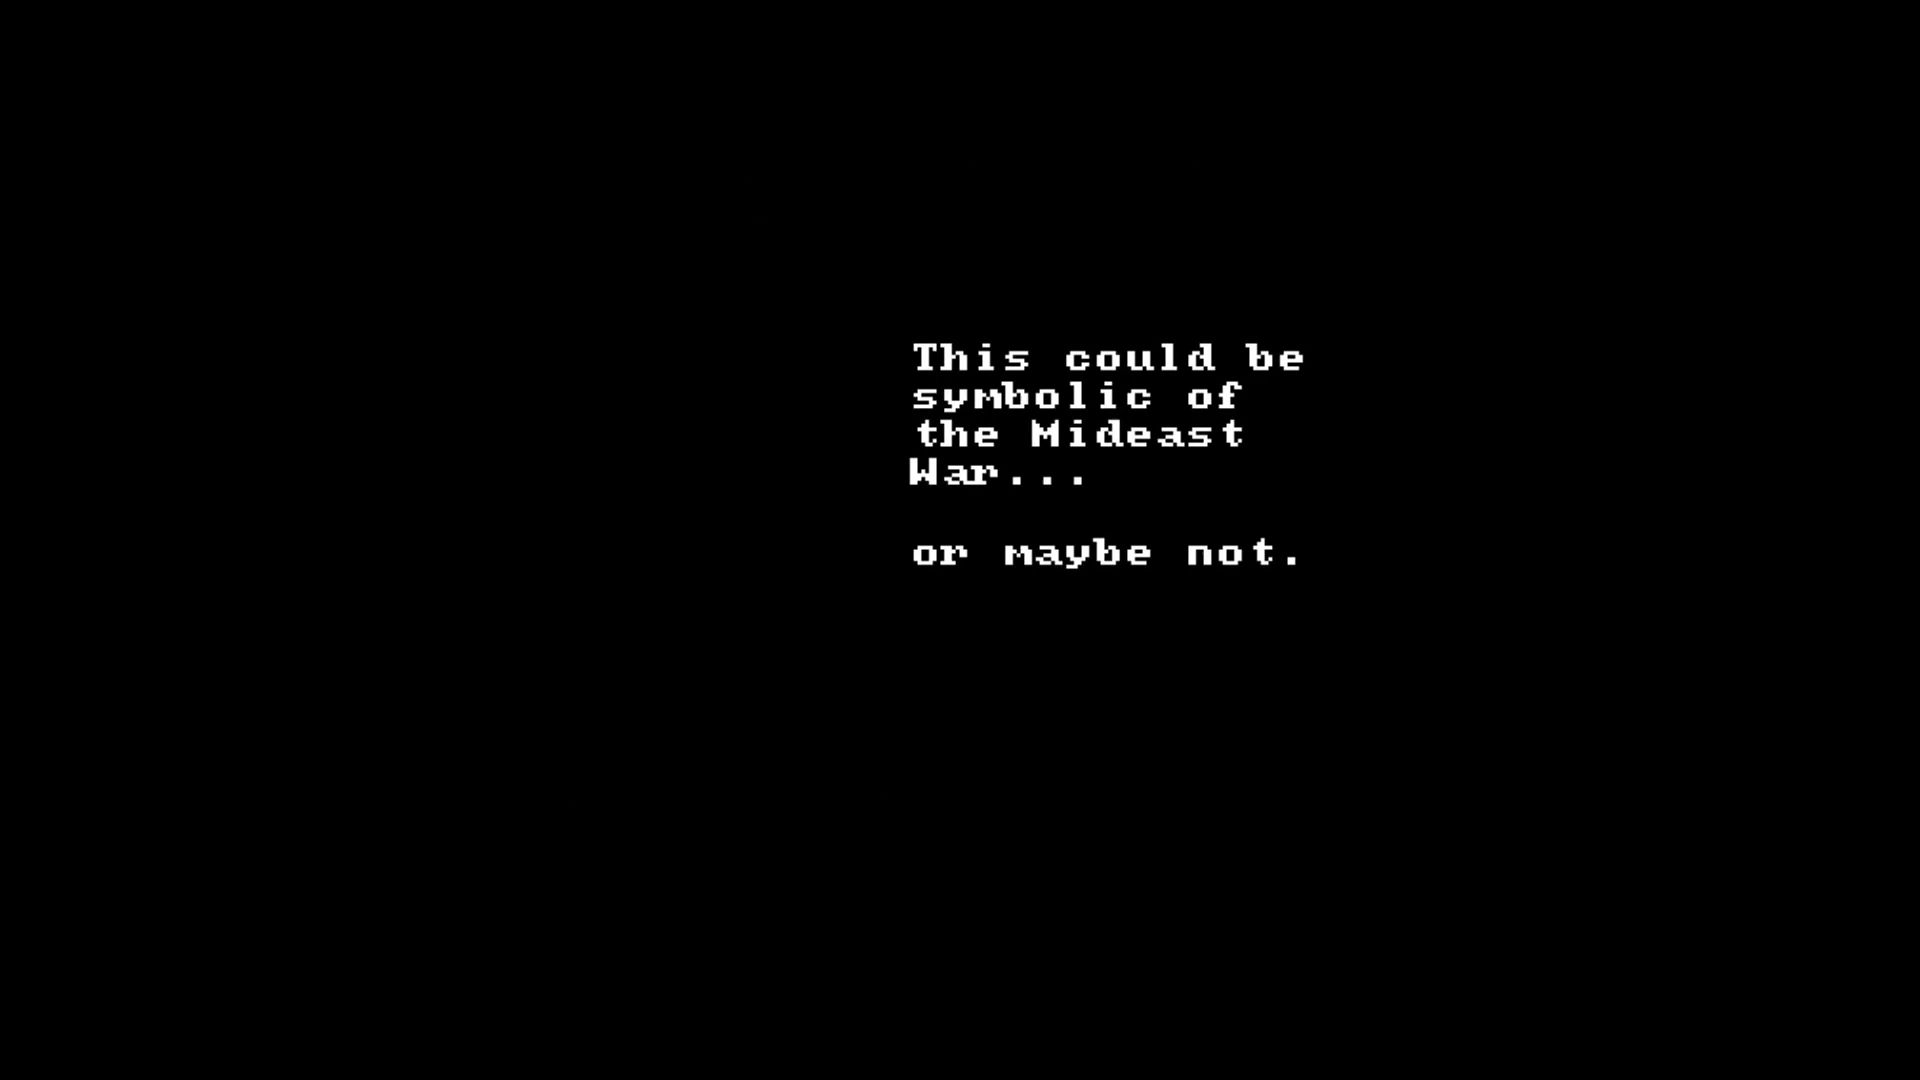 This could be
symbolic of
the Mideast
War...
or maybe not.